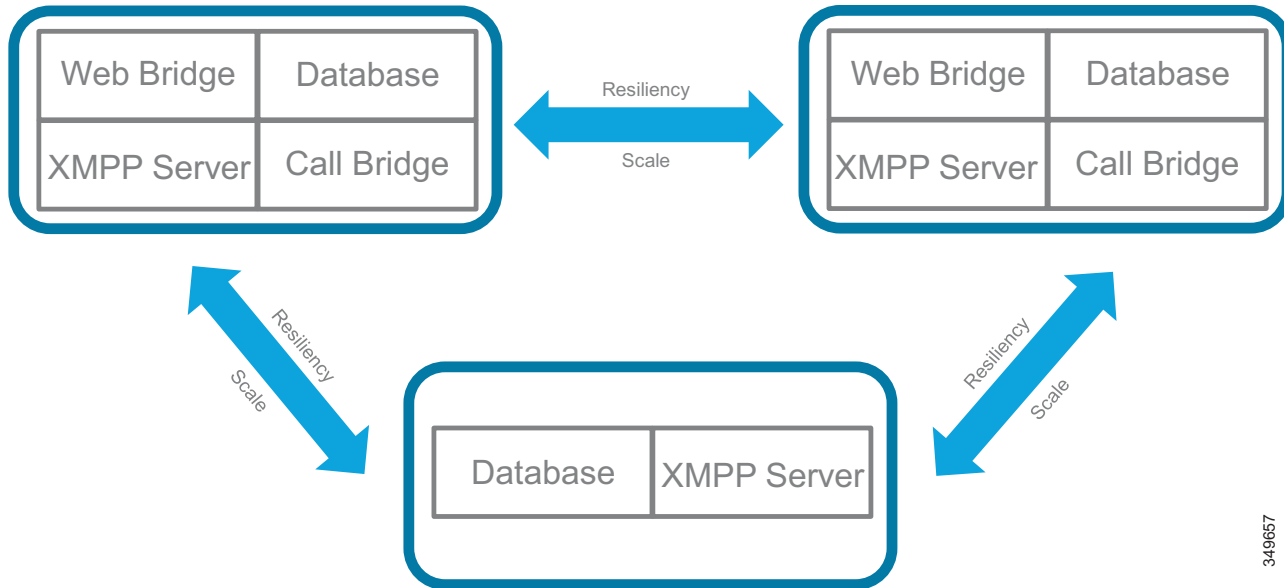 Web Bridge
Database
XMPP Server
Call Bridge
Resiliency
Scale
Web Bridge
Database
XMPP Server
Call Bridge
Resiliency
Scale
Resiliency
Scale
Database
XMPP Server
349657